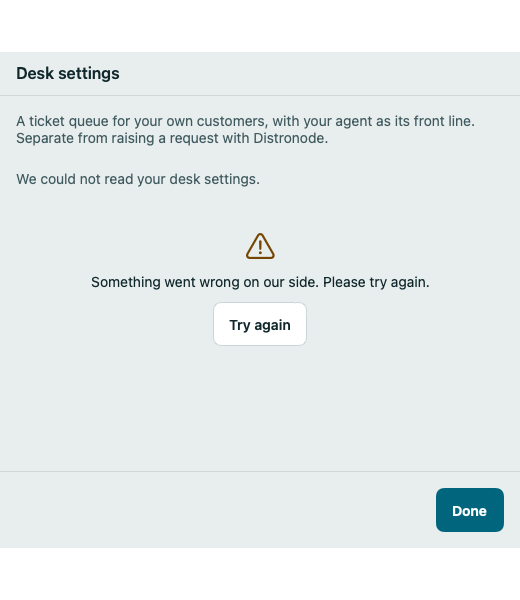 Desk settings
A ticket queue for your own customers, with your agent as its front line.
Separate from raising a request with Distronode.
We could not read your desk settings.
Something went wrong on our side. Please try again.
Try again
Done